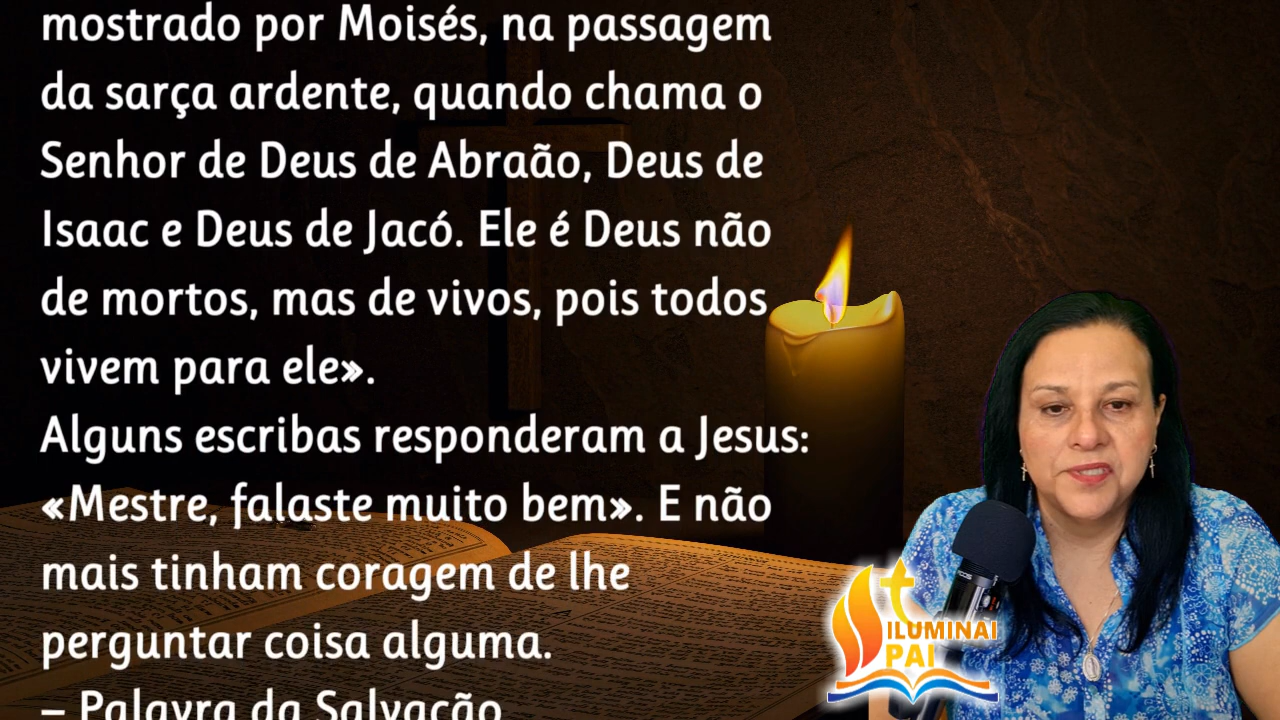 mostrado por Moisés, na passagem
da sarça ardente, quando chama o
Senhor de Deus de Abraão, Deus de
Isaac e Deus de Jacó. Ele é Deus não
de mortos, mas de vivos, pois todos
vivem para ele».
Alguns escribas responderam a Jesus:
«Mestre, falaste muito bem». E não
mais tinham coragem de lhe
perguntar coisa alguma.
– Palavra da Salvação
ILUMINAI
PAI